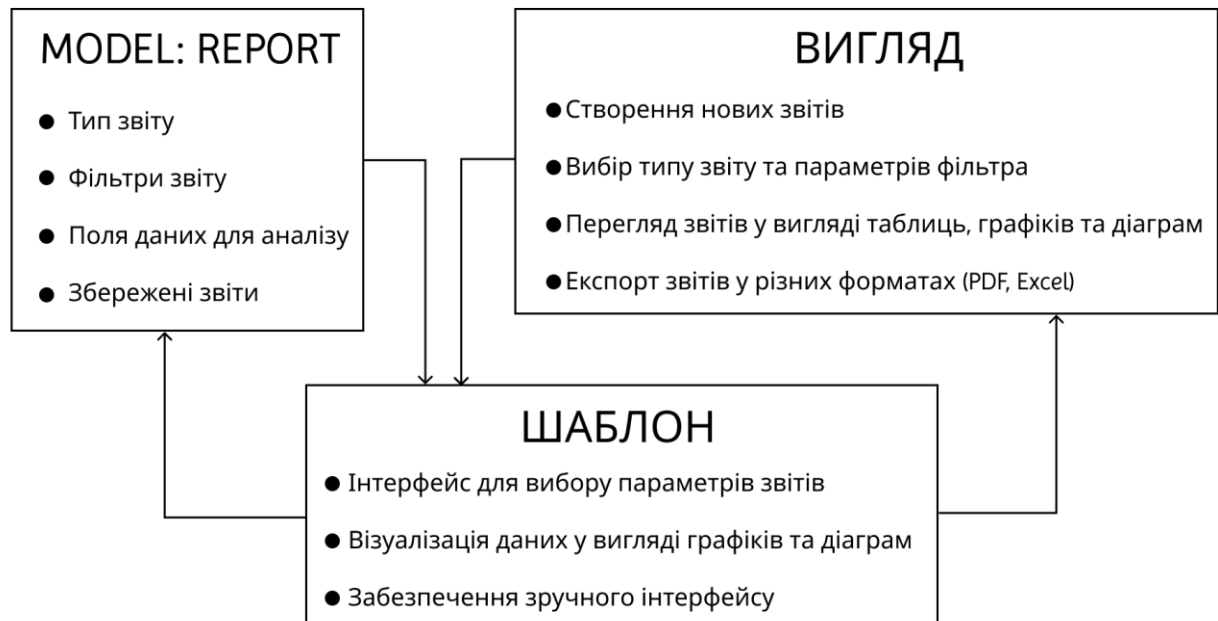 MODEL: REPORT
● Тип звіту
● Фільтри звіту
● Поля даних для аналізу
● Збережені звіти
ВИГЛЯД
● Створення нових звітів
● Вибір типу звіту та параметрів фільтра
● Перегляд звітів у вигляді таблиць, графіків та діаграм
● Експорт звітів у різних форматах (PDF, Excel)
ШАБЛОН
● Інтерфейс для вибору параметрів звітів
● Візуалізація даних у вигляді графіків та діаграм
● Забезпечення зручного інтерфейсу